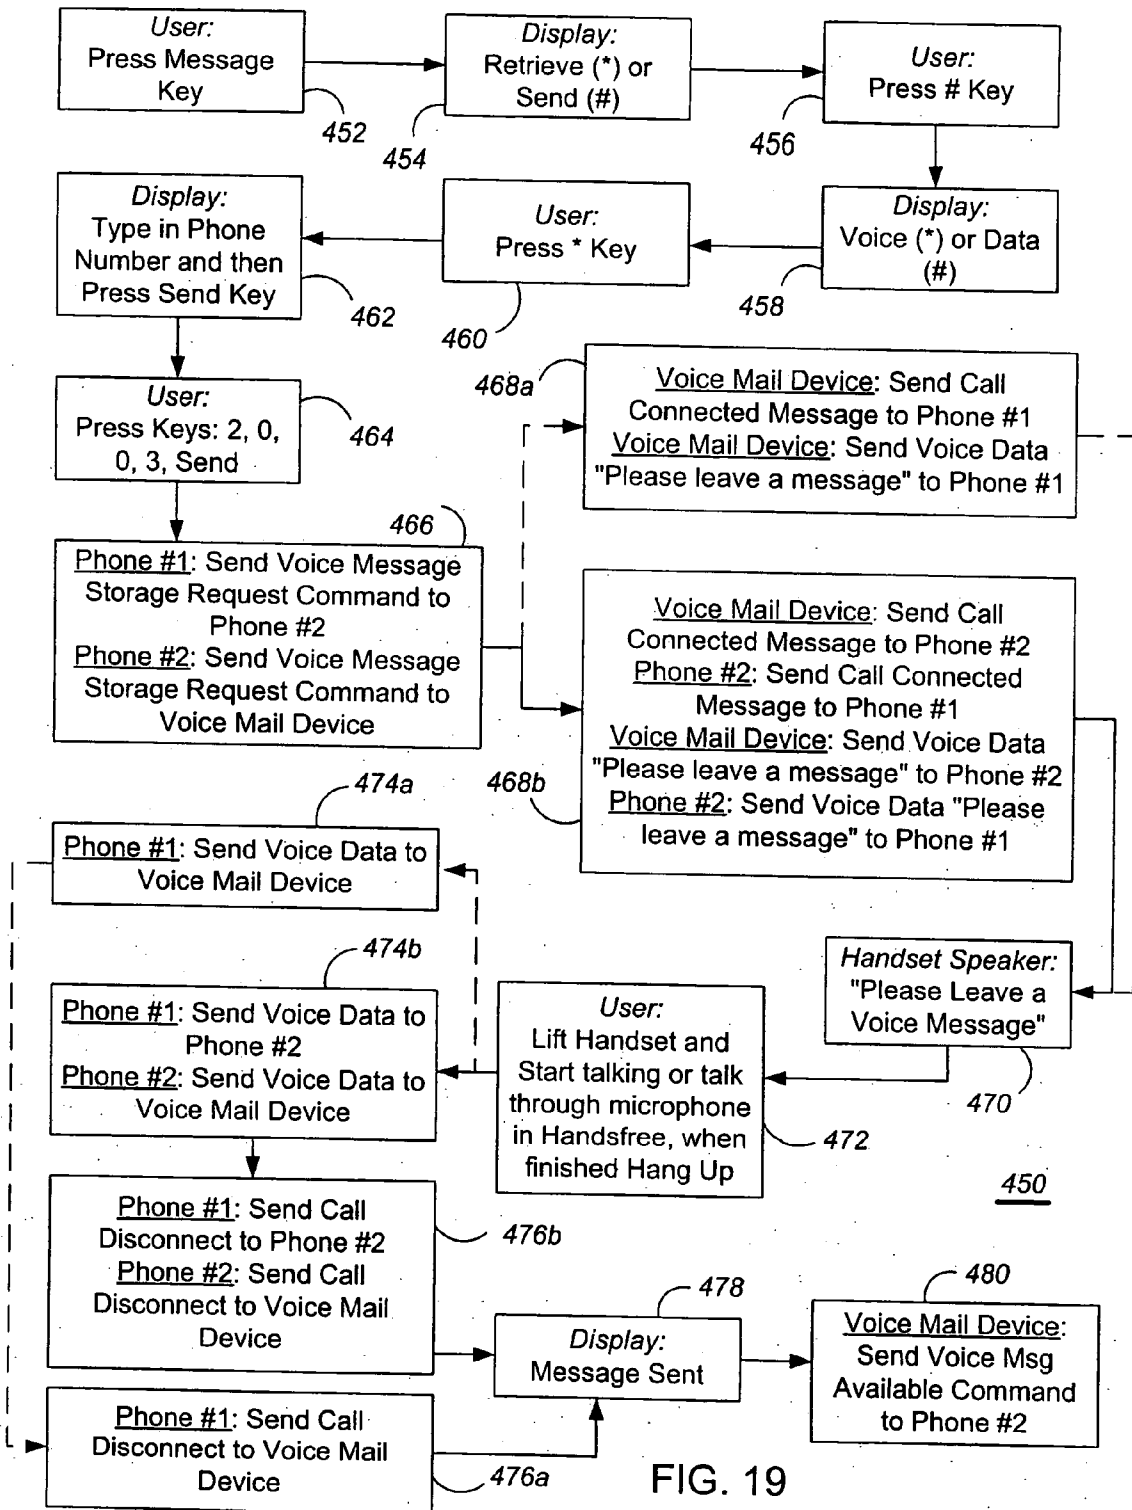 User:
Press Message
Key
452
Display:
Retrieve (*) or
Send (#)
454
User:
Press # Key
456
Display:
Voice (*) or Data
(#)
458
User:
Press * Key
460
Display:
Type in Phone
Number and then
Press Send Key
462
User:
Press Keys: 2, 0,
0, 3, Send
464
466
Phone #1: Send Voice Message
Storage Request Command to
Phone #2
Phone #2: Send Voice Message
Storage Request Command to
Voice Mail Device
468a
Voice Mail Device: Send Call
Connected Message to Phone #1
Voice Mail Device: Send Voice Data
"Please leave a message" to Phone #1
Voice Mail Device: Send Call
Connected Message to Phone #2
Phone #2: Send Call Connected
Message to Phone #1
Voice Mail Device: Send Voice Data
"Please leave a message" to Phone #2
Phone #2: Send Voice Data "Please
leave a message" to Phone #1
468b
Handset Speaker:
"Please Leave a
Voice Message"
470
User:
Lift Handset and
Start talking or talk
through microphone
in Handsfree, when
finished Hang Up
472
474a
Phone #1: Send Voice Data to
Voice Mail Device
474b
Phone #1: Send Voice Data to
Phone #2
Phone #2: Send Voice Data to
Voice Mail Device
Phone #1: Send Call
Disconnect to Phone #2
Phone #2: Send Call
Disconnect to Voice Mail
Device
476b
Phone #1: Send Call
Disconnect to Voice Mail
Device
476a
478
Display:
Message Sent
480
Voice Mail Device:
Send Voice Msg
Available Command
to Phone #2
450
FIG. 19